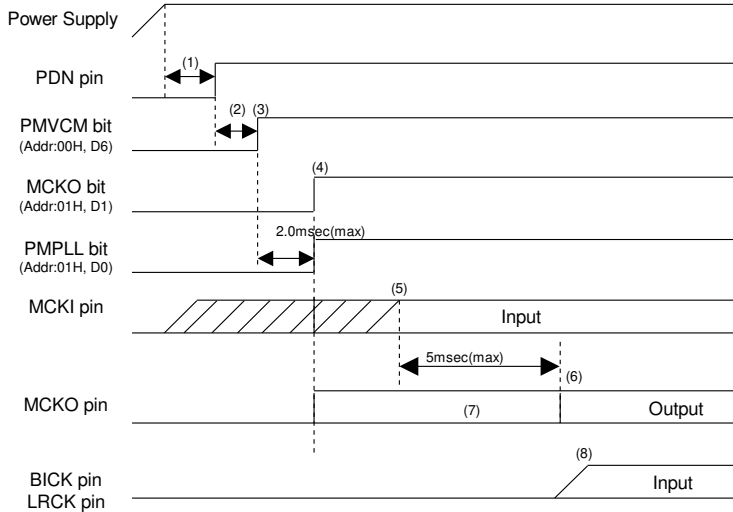 Power Supply
(1)
PDN pin
(2) (3)
PMVCM bit
(Addr:00H, D6)
(4)
MCKO bit
(Addr:01H, D1)
2.0msec(max)
PMPLL bit
(Addr:01H, D0)
(5)
MCKI pin
Input
5msec(max)
(6)
MCKO pin
(7)
Output
(8)
BICK pin
LRCK pin
Input